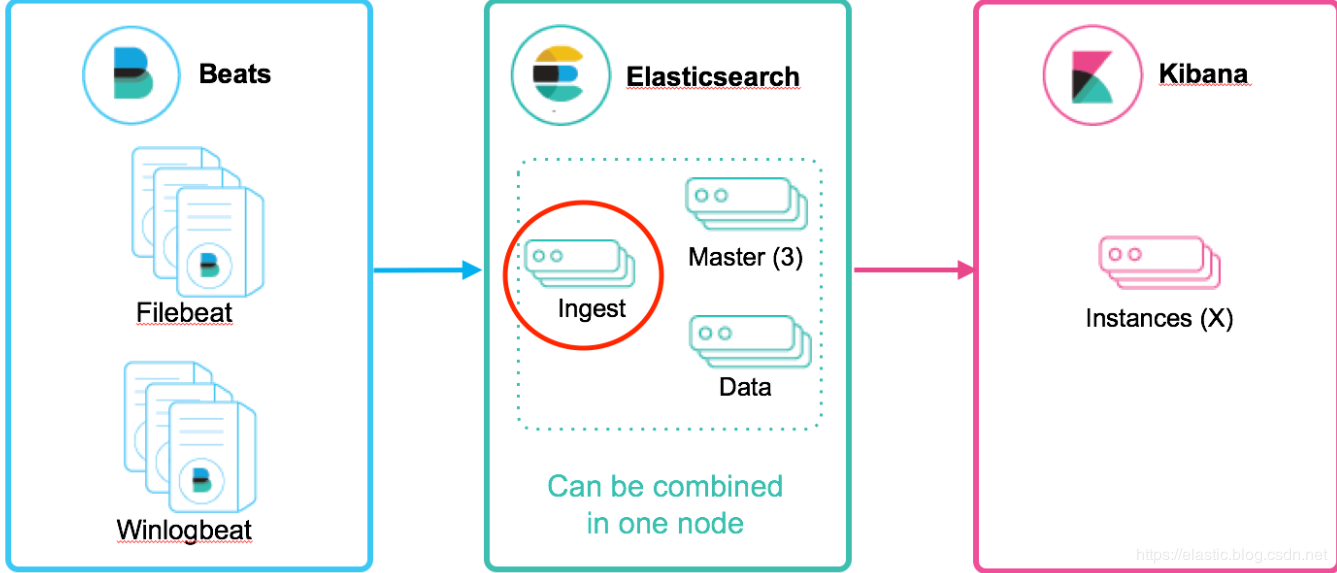 Beats
Filebeat
Winlogbeat
Elasticsearch
Ingest
Master (3)
Data
Can be combined
in one node
Kibana
Instances (X)
https://elastic.blog.csdn.net